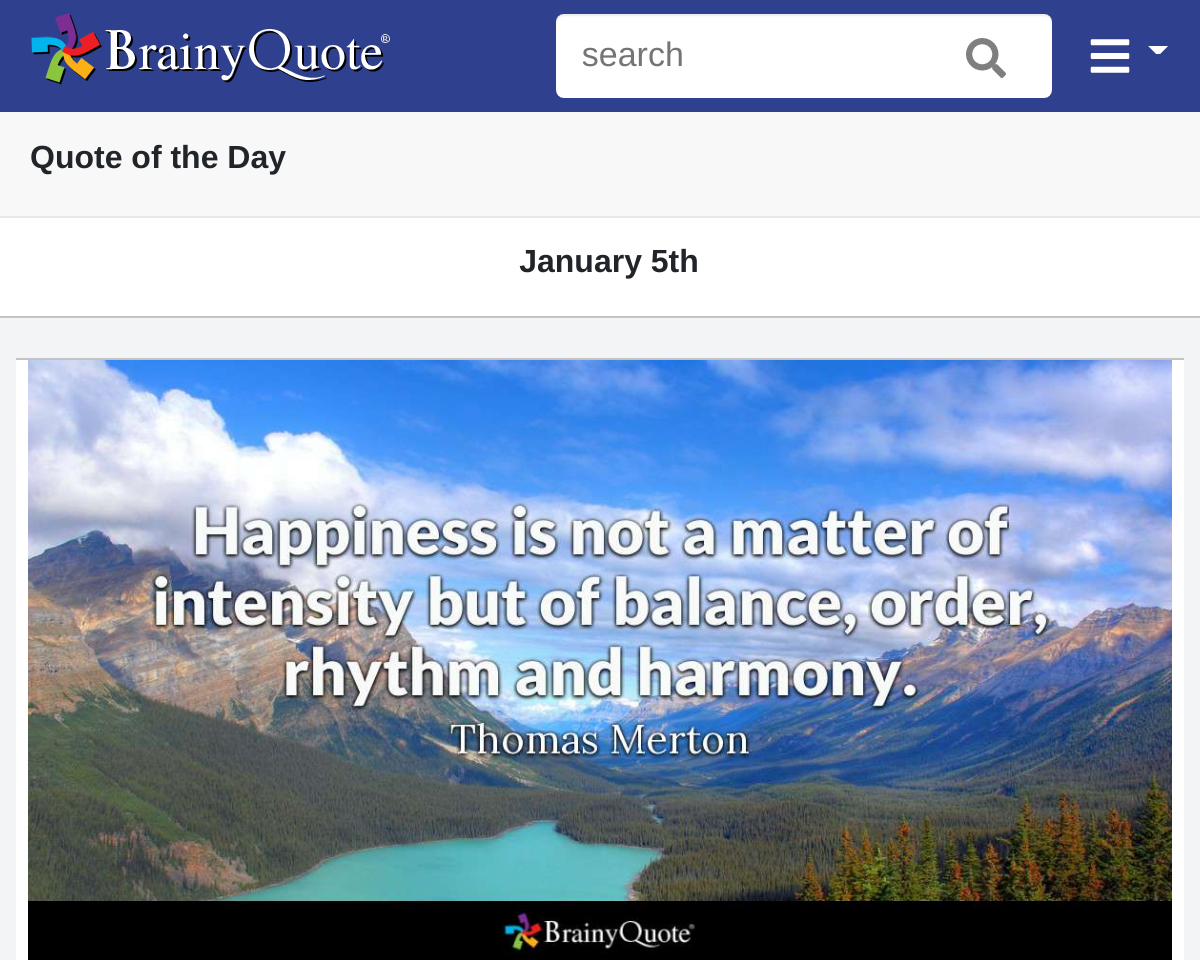 BrainyQuote®
search
Quote of the Day
January 5th
Happiness is not a matter of
intensity but of balance, order,
rhythm and harmony.
Thomas Merton
BrainyQuote®